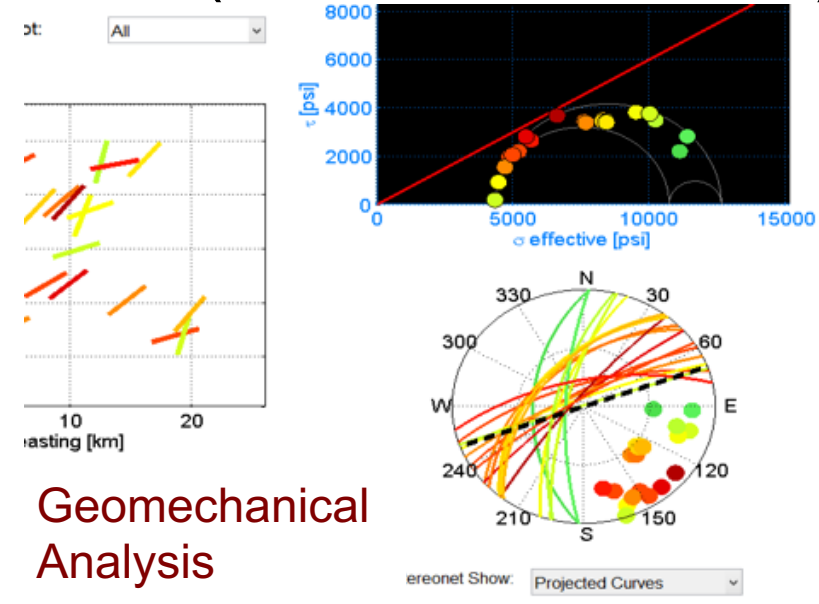 ot:
All
8000
6000
4000
2000
0
τ [psi]
0
5000
10000
15000
σ effective [psi]
10
20
easting [km]
N
30
60
E
120
150
S
210
240
W
300
330
Geomechanical
Analysis
ereonet Show:
Projected Curves